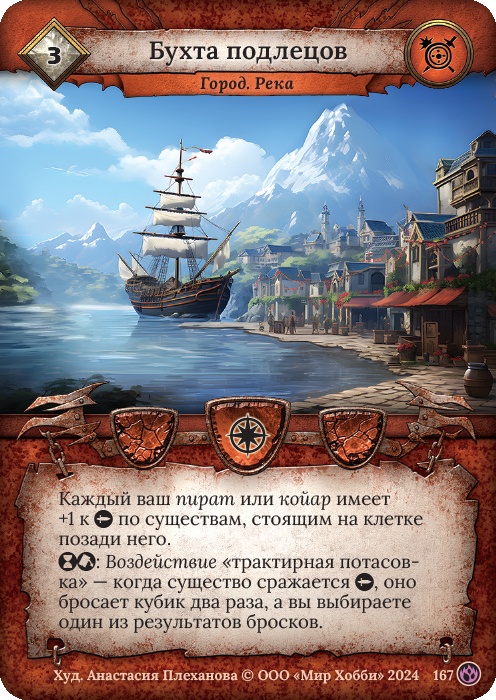 3
Бухта подлецов
Город. Река
Каждый ваш пират или койар имеет
+1 к по существам, стоящим на клетке
позади него.
: Воздействие «трактирная потасов-
ка» — когда существо сражается , оно
бросает кубик два раза, а вы выбираете
один из результатов бросков.
Худ. Анастасия Плеханова © ООО «Мир Хобби» 2024 167